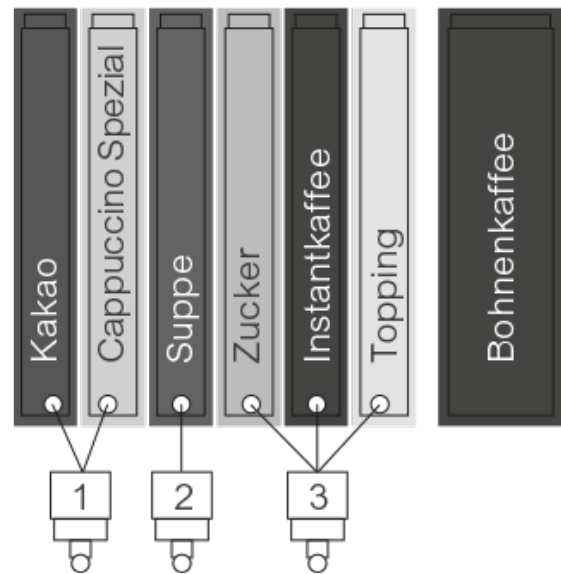 Kakao
Cappuccino Spezial
Suppe
Zucker
Instantkaffee
Topping
Bohnenkaffee
1
2
3